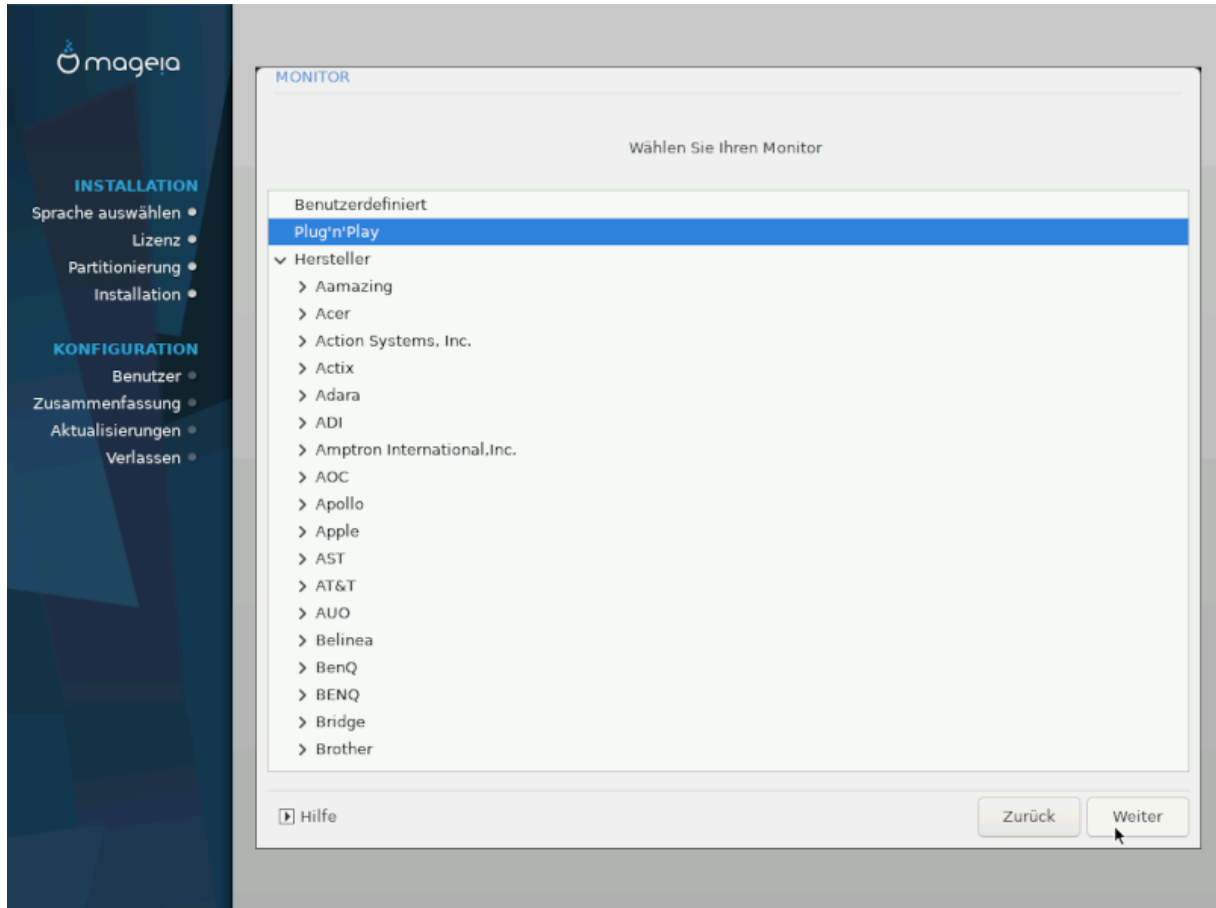 mageia
INSTALLATION
Sprache auswählen
Lizenz
Partitionierung
Installation
KONFIGURATION
Benutzer
Zusammenfassung
Aktualisierungen
Verlassen
MONITOR
Wählen Sie Ihren Monitor
Benutzerdefiniert
Plug'n'Play
Hersteller
Aamazing
Acer
Action Systems, Inc.
Actix
Adara
ADI
Amptron International,Inc.
AOC
Apollo
Apple
AST
AT&T
AUO
Belinea
BenQ
BENQ
Bridge
Brother
Hilfe
Zurück
Weiter